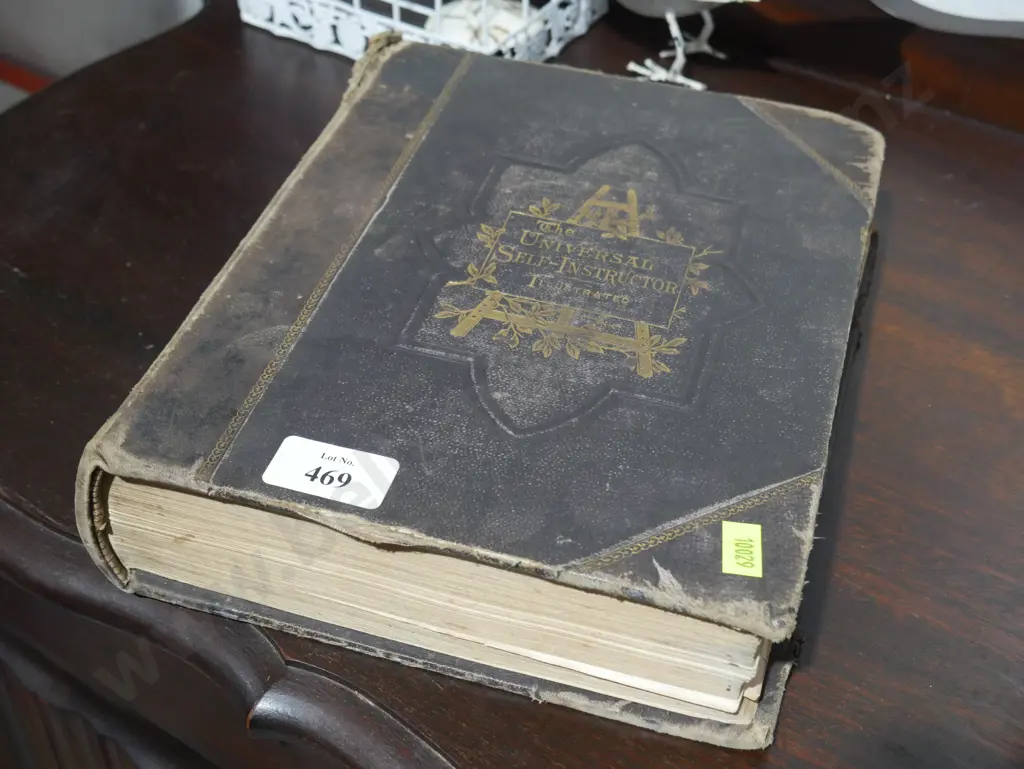 The
UNIVERSAL
SELF-INSTRUCTOR
ILLUSTRATED
Lot No.
469
10029